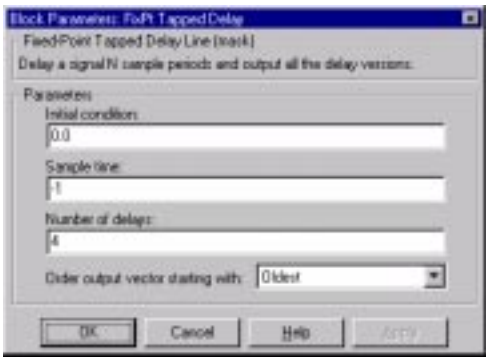 Block Parameters: FixPt Tapped Delay
Fixed-Point Tapped Delay Line (mask)
Delay a signal N sample periods and output all the delay versions.
Parameters
Initial condition:
0.0
Sample time:
-1
Number of delays:
4
Order output vector starting with: Oldest
OK Cancel Help Apply